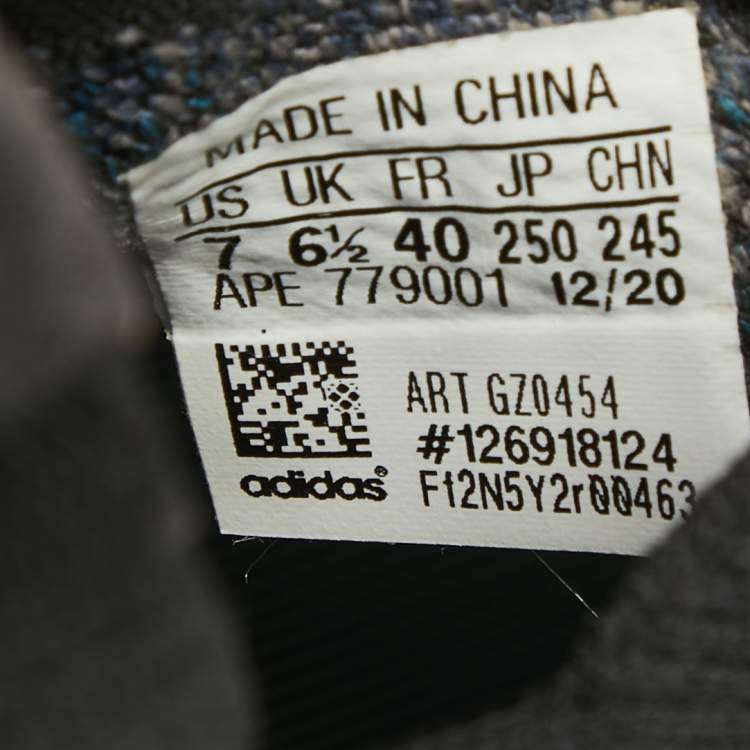 MADE IN CHINA
US UK FR JP CHN
7 6½ 40 250 245
APE 779001 12/20
ART GZ0454
#126918124
adidas®
Ff2N5Y2r00463